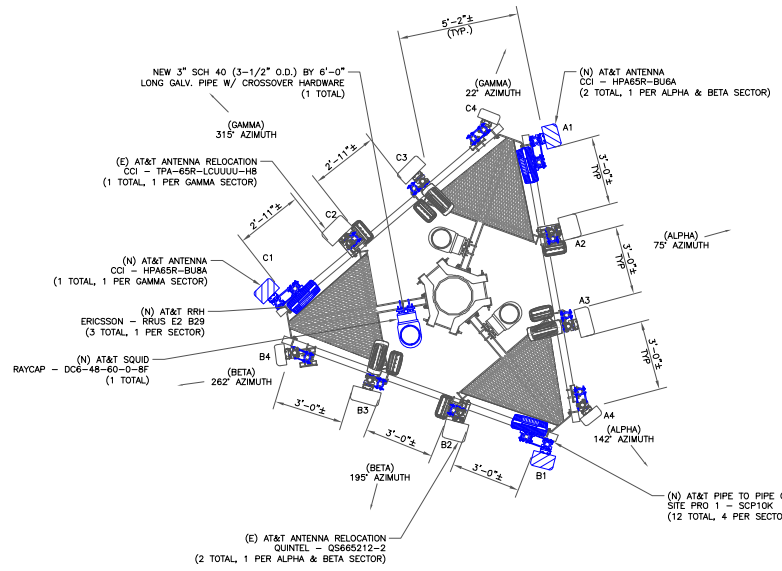 5'-2"±
(TYP.)
NEW 3" SCH 40 (3-1/2" O.D.) BY 6'-0"
LONG GALV. PIPE W/ CROSSOVER HARDWARE
(1 TOTAL)
(GAMMA)
22° AZIMUTH
(N) AT&T ANTENNA
CCI - HPA65R-BU6A
(2 TOTAL, 1 PER ALPHA & BETA SECTOR)
(GAMMA)
315° AZIMUTH
C4
A1
(E) AT&T ANTENNA RELOCATION
CCI - TPA-65R-LCUUUU-H8
(1 TOTAL, 1 PER GAMMA SECTOR)
2'-11"±
C3
3'-0"±
TYP
2'-11"±
C2
(ALPHA)
75° AZIMUTH
A2
C1
(N) AT&T ANTENNA
CCI - HPA65R-BU8A
(1 TOTAL, 1 PER GAMMA SECTOR)
3'-0"±
TYP
A3
(N) AT&T RRH
ERICSSON - RRUS E2 B29
(3 TOTAL, 1 PER SECTOR)
3'-0"±
TYP
B4
(N) AT&T SQUID
RAYCAP - DC6-48-60-0-8F
(1 TOTAL)
(BETA)
262° AZIMUTH
B3
3'-0"±
A4
(ALPHA)
142° AZIMUTH
3'-0"±
B2
B1
(BETA)
195° AZIMUTH
3'-0"±
(N) AT&T PIPE TO PIPE
SITE PRO 1 - SCP10K
(12 TOTAL, 4 PER SECTO
(E) AT&T ANTENNA RELOCATION
QUINTEL - QS665212-2
(2 TOTAL, 1 PER ALPHA & BETA SECTOR)